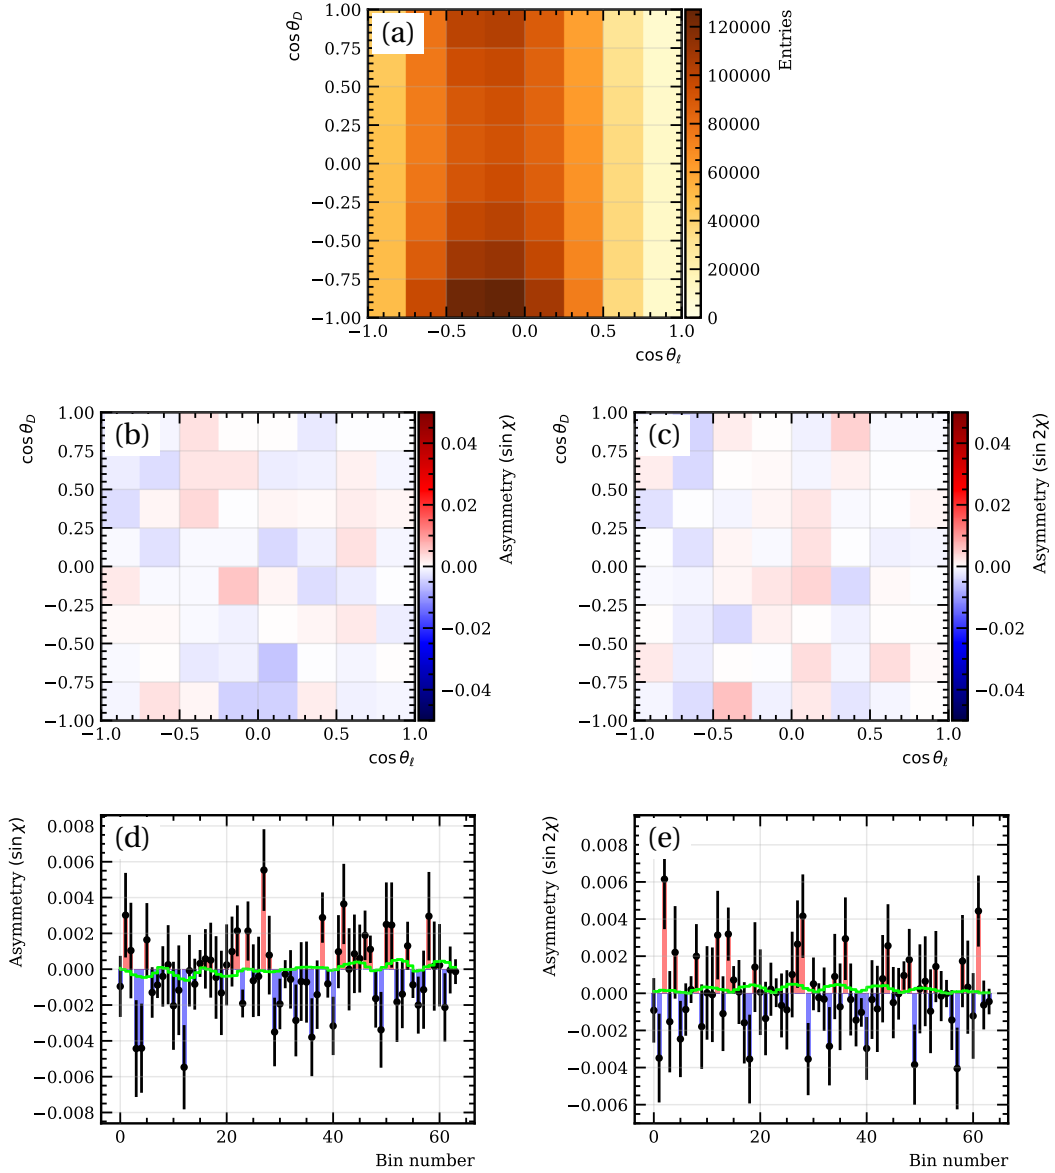 (a)
cos θ_D
1.00
0.75
0.50
0.25
0.00
−0.25
−0.50
−0.75
−1.00
−1.0 −0.5 0.0 0.5 1.0
cos θ_ℓ
120000
100000
80000
60000
40000
20000
0
Entries
(b)
cos θ_D
1.00
0.75
0.50
0.25
0.00
−0.25
−0.50
−0.75
−1.00
−1.0 −0.5 0.0 0.5 1.0
cos θ_ℓ
0.04
0.02
0.00
−0.02
−0.04
Asymmetry (sin χ)
(c)
cos θ_D
1.00
0.75
0.50
0.25
0.00
−0.25
−0.50
−0.75
−1.00
−1.0 −0.5 0.0 0.5 1.0
cos θ_ℓ
0.04
0.02
0.00
−0.02
−0.04
Asymmetry (sin 2χ)
(d)
Asymmetry (sin χ)
0.008
0.006
0.004
0.002
0.000
−0.002
−0.004
−0.006
−0.008
0 20 40 60
Bin number
(e)
Asymmetry (sin 2χ)
0.008
0.006
0.004
0.002
0.000
−0.002
−0.004
−0.006
0 20 40 60
Bin number